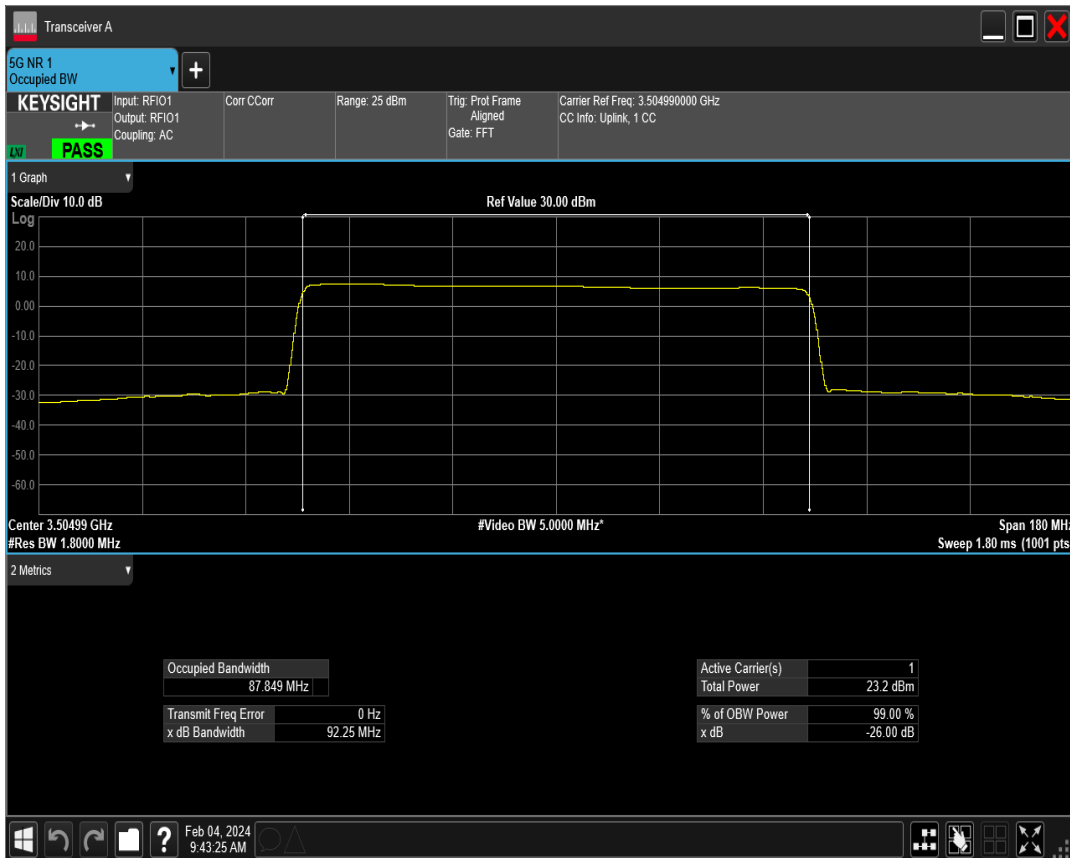 Transceiver A
5G NR 1
Occupied BW
+
KEYSIGHT
LXI
PASS
Input: RFIO1
Output: RFIO1
Coupling: AC
Corr CCorr
Range: 25 dBm
Trig: Prot Frame
Aligned
Gate: FFT
Carrier Ref Freq: 3.504990000 GHz
CC Info: Uplink, 1 CC
1 Graph
Scale/Div 10.0 dB
Ref Value 30.00 dBm
Log
20.0
10.0
0.00
-10.0
-20.0
-30.0
-40.0
-50.0
-60.0
Center 3.50499 GHz
#Video BW 5.0000 MHz*
Span 180 MHz
#Res BW 1.8000 MHz
Sweep 1.80 ms (1001 pts
2 Metrics
Occupied Bandwidth
87.849 MHz
Transmit Freq Error 0 Hz
x dB Bandwidth 92.25 MHz
Active Carrier(s) 1
Total Power 23.2 dBm
% of OBW Power 99.00 %
x dB -26.00 dB
?
Feb 04, 2024
9:43:25 AM